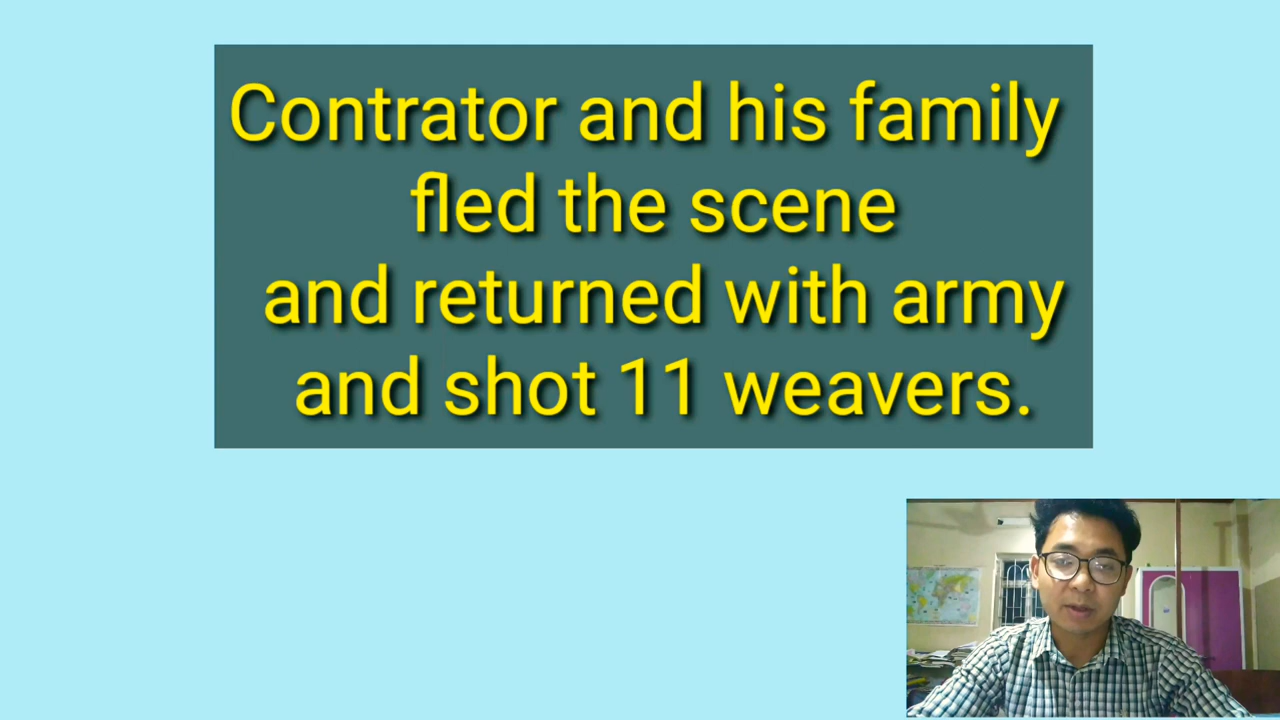 Contrator and his family
fled the scene
and returned with army
and shot 11 weavers.